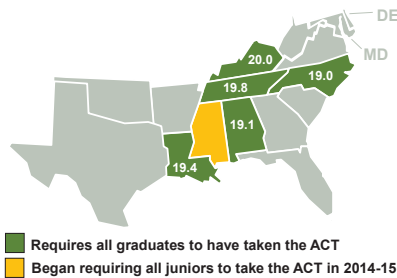 DE
MD
20.0
19.8
19.0
19.1
19.4
Requires all graduates to have taken the ACT
Began requiring all juniors to take the ACT in 2014-15